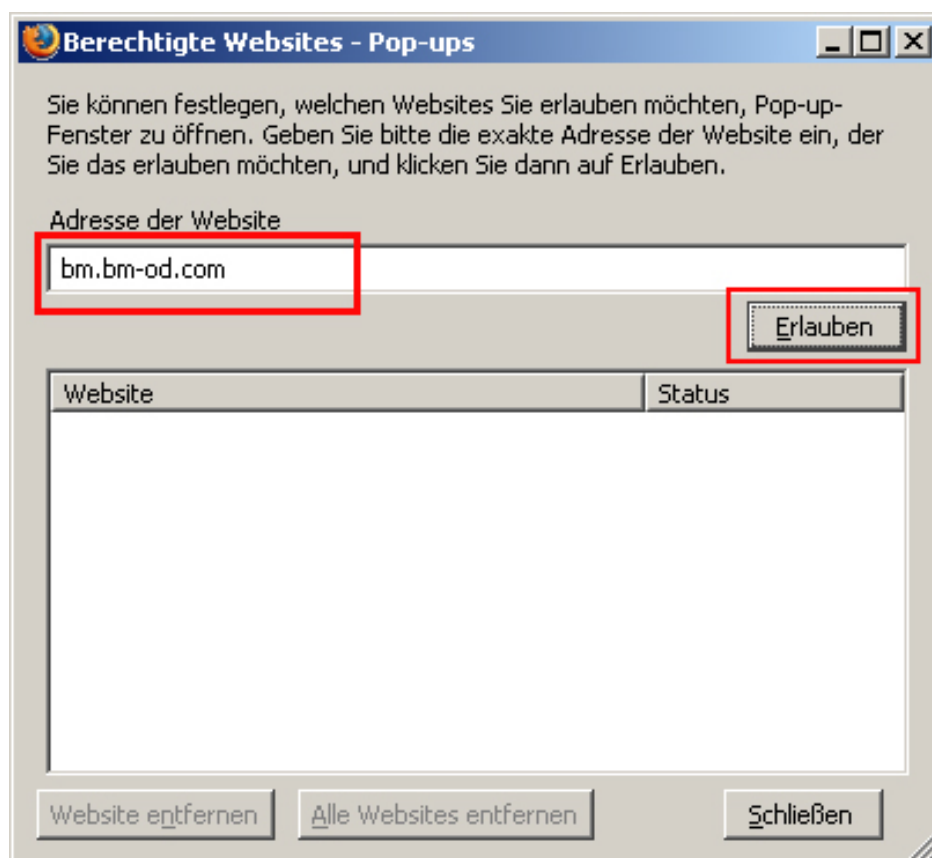 Berechtigte Websites - Pop-ups
Sie können festlegen, welchen Websites Sie erlauben möchten, Pop-up-
Fenster zu öffnen. Geben Sie bitte die exakte Adresse der Website ein, der
Sie das erlauben möchten, und klicken Sie dann auf Erlauben.
Adresse der Website
bm.bm-od.com
Erlauben
Website Status
Website entfernen Alle Websites entfernen Schließen